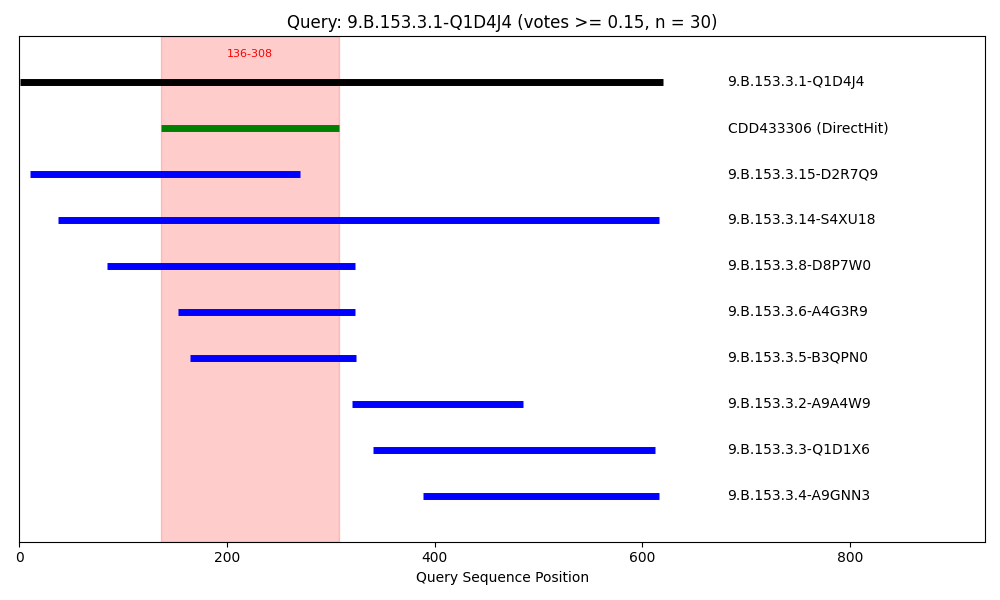 Query: 9.B.153.3.1-Q1D4J4 (votes >= 0.15, n = 30)
136-308
9.B.153.3.1-Q1D4J4
CDD433306 (DirectHit)
9.B.153.3.15-D2R7Q9
9.B.153.3.14-S4XU18
9.B.153.3.8-D8P7W0
9.B.153.3.6-A4G3R9
9.B.153.3.5-B3QPN0
9.B.153.3.2-A9A4W9
9.B.153.3.3-Q1D1X6
9.B.153.3.4-A9GNN3
0 200 400 600 800
Query Sequence Position